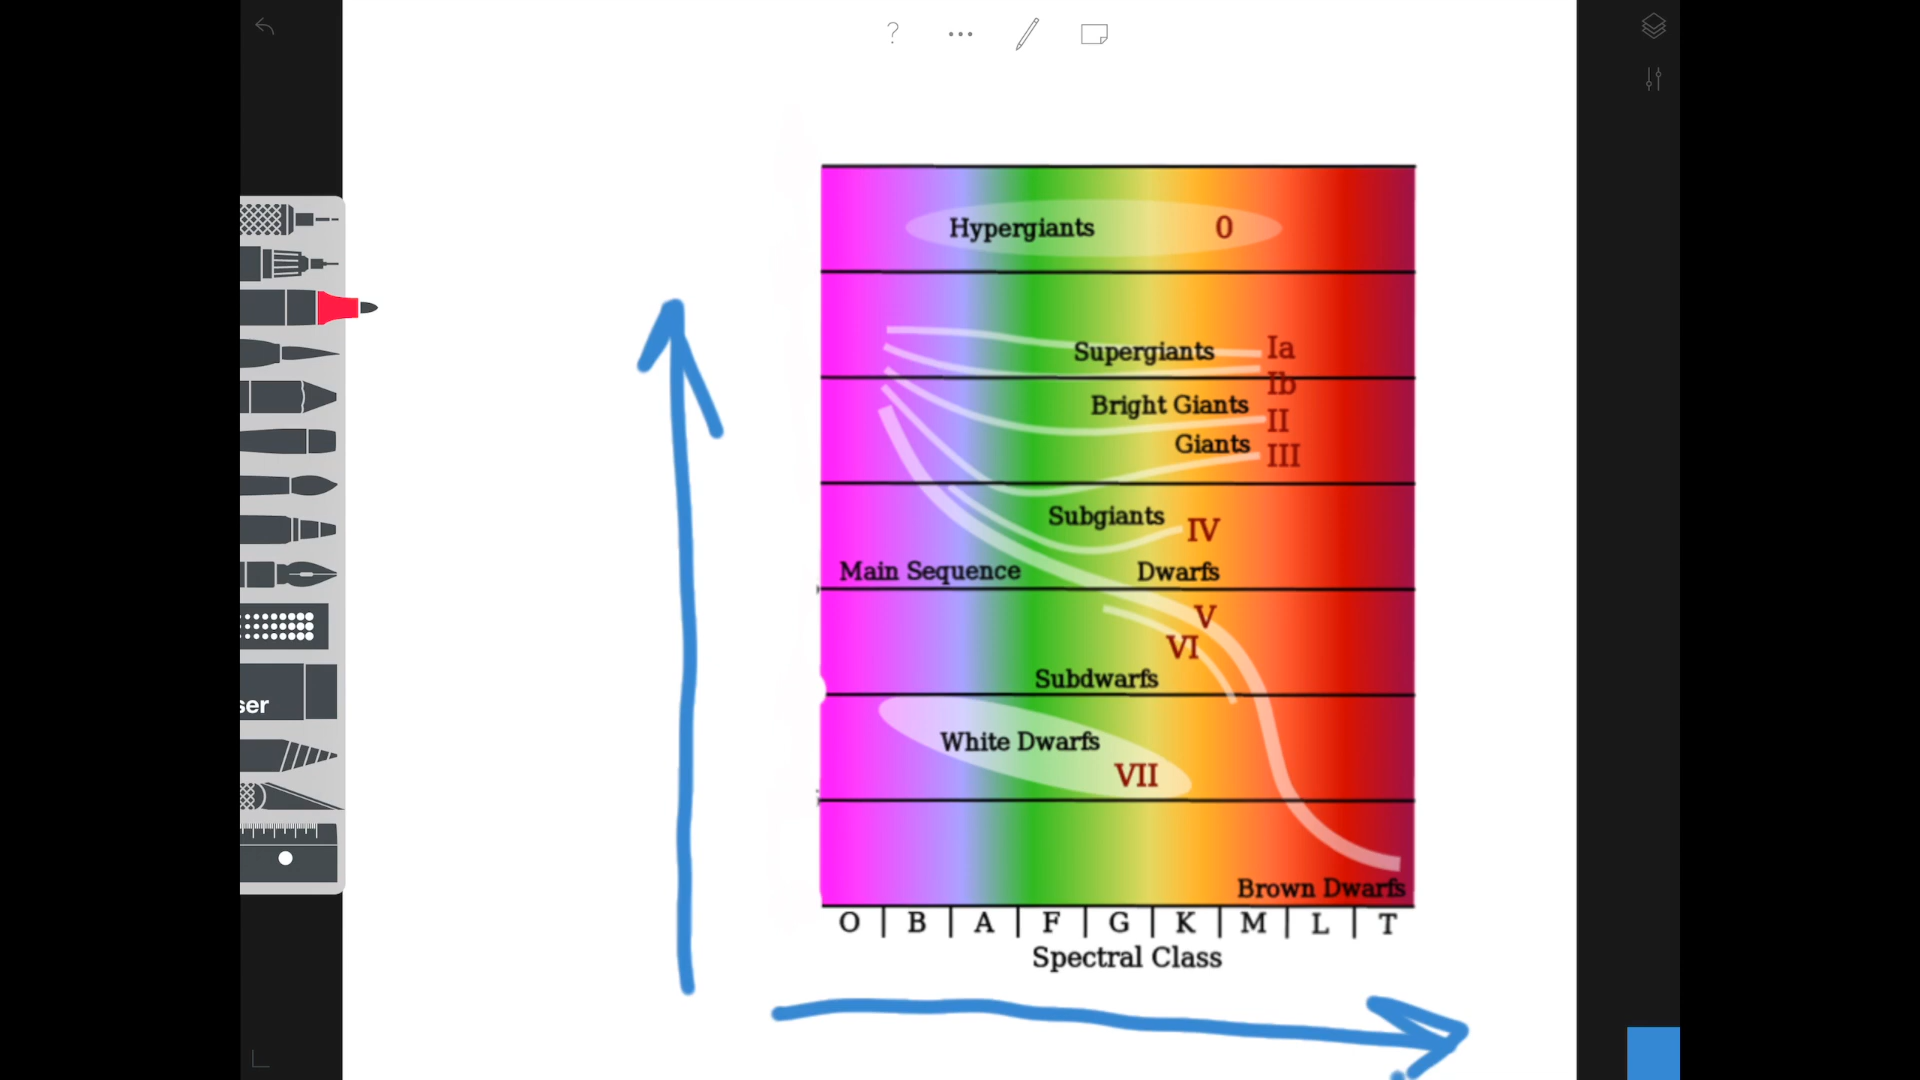 ?
Hypergiants 0
Supergiants Ia
Ib
Bright Giants II
Giants III
Subgiants IV
Main Sequence Dwarfs
V
VI
ser
Subdwarfs
White Dwarfs
VII
Brown Dwarfs
O | B | A | F | G | K | M | L | T
Spectral Class